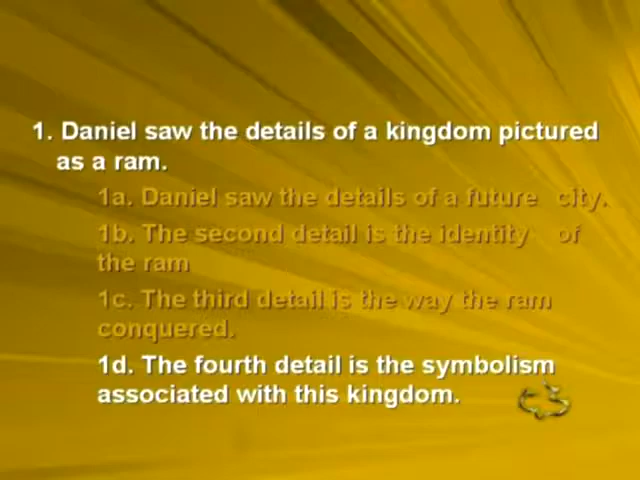 1. Daniel saw the details of a kingdom pictured
as a ram.
1a. Daniel saw the details of a future city.
1b. The second detail is the identity of
the ram
1c. The third detail is the way the ram
conquered.
1d. The fourth detail is the symbolism
associated with this kingdom.